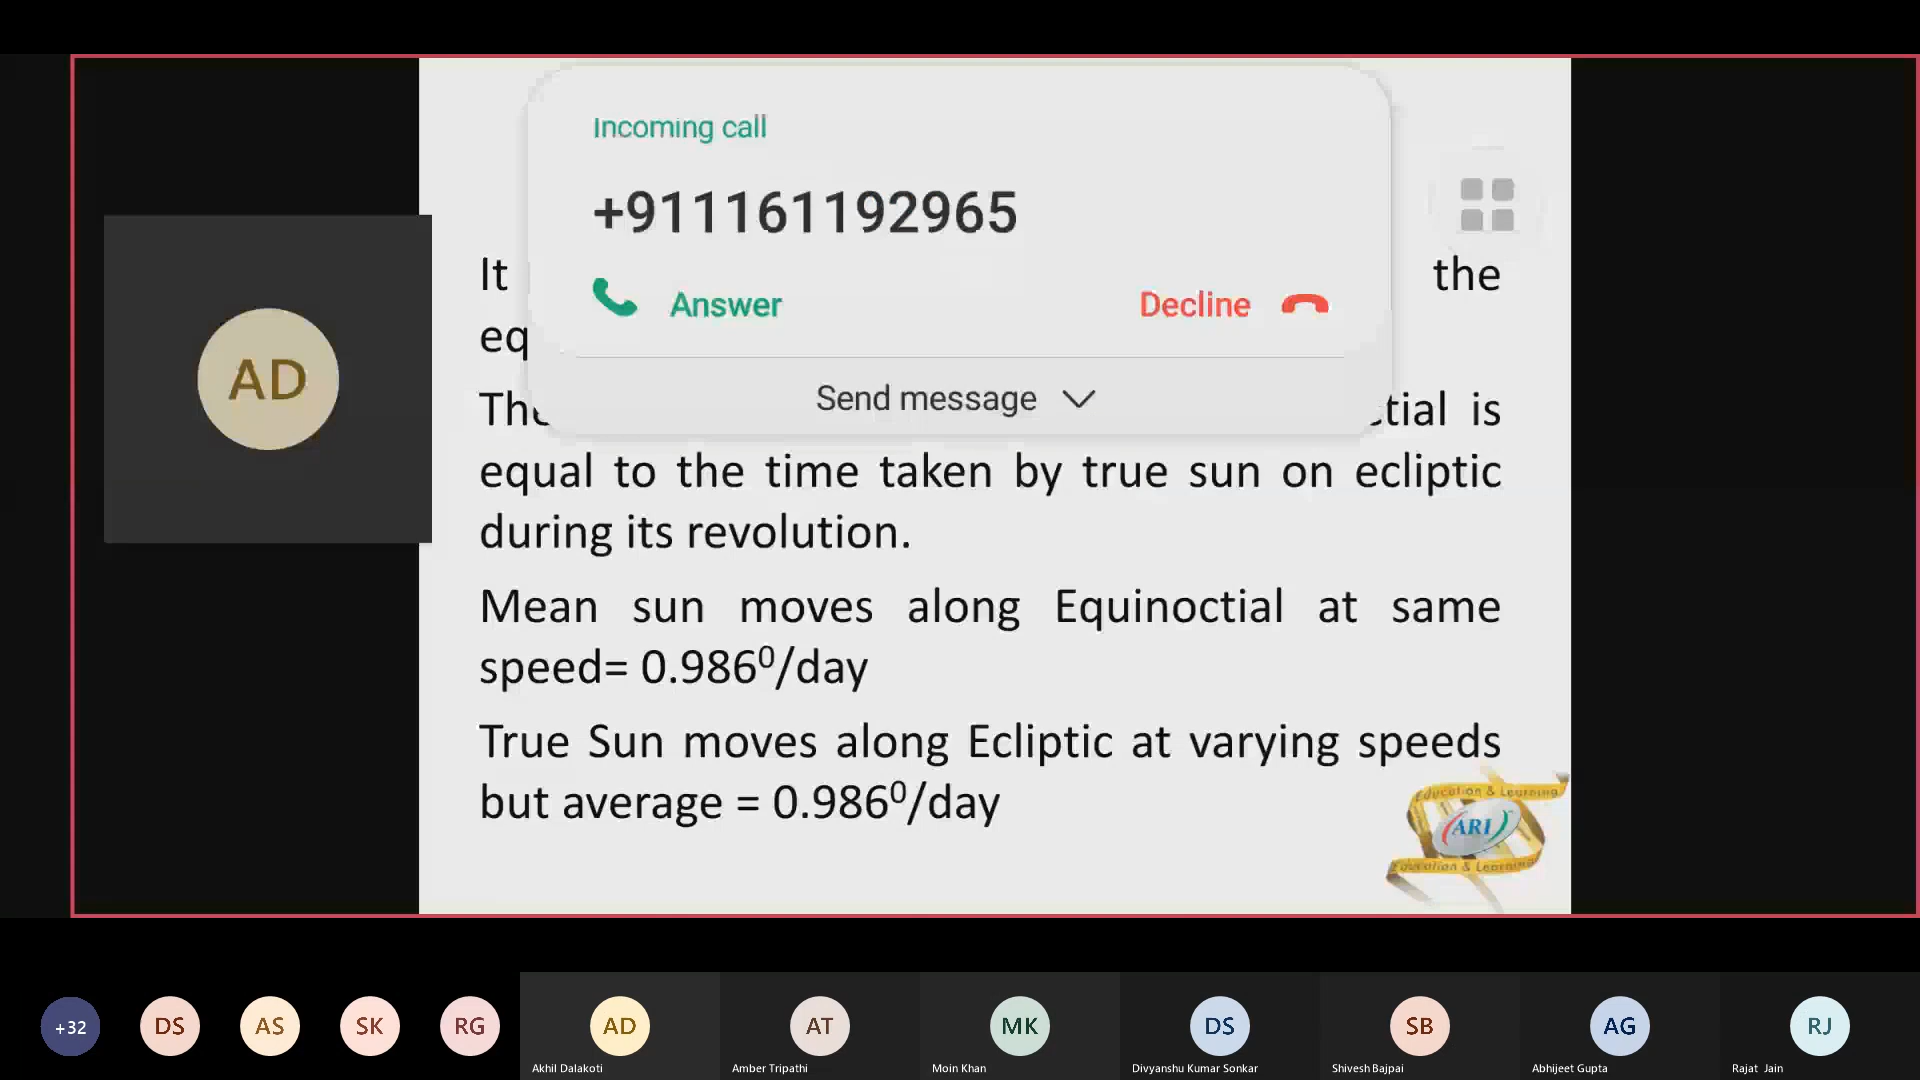 Incoming call
+911161192965
Answer
Decline
Send message
It the
eq
The tial is
equal to the time taken by true sun on ecliptic
during its revolution.
Mean sun moves along Equinoctial at same
speed= 0.986⁰/day
True Sun moves along Ecliptic at varying speeds
but average = 0.986⁰/day
AD
Education & Learning
ARI
Education & Learning
+32
DS
AS
SK
RG
AD
AT
MK
DS
SB
AG
RJ
Akhil Dalakoti
Amber Tripathi
Moin Khan
Divyanshu Kumar Sonkar
Shivesh Bajpai
Abhijeet Gupta
Rajat Jain